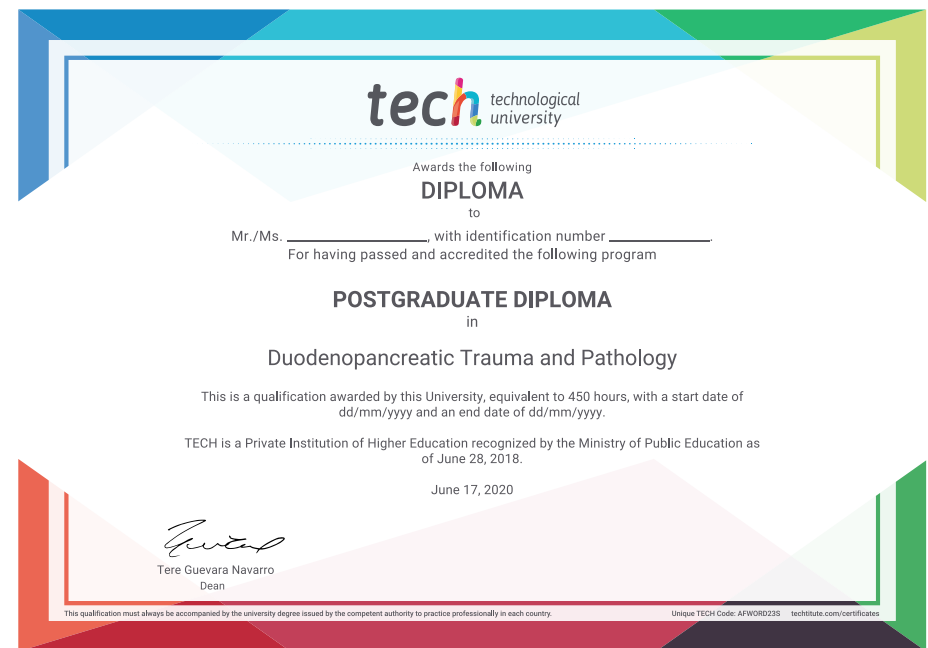 tech technological
university
Awards the following
DIPLOMA
to
Mr./Ms. ____________, with identification number ____________.
For having passed and accredited the following program
POSTGRADUATE DIPLOMA
in
Duodenopancreatic Trauma and Pathology
This is a qualification awarded by this University, equivalent to 450 hours, with a start date of
dd/mm/yyyy and an end date of dd/mm/yyyy.
TECH is a Private Institution of Higher Education recognized by the Ministry of Public Education as
of June 28, 2018.
June 17, 2020
Tere Guevara Navarro
Dean
This qualification must always be accompanied by the university degree issued by the competent authority to practice professionally in each country. Unique TECH Code: AFWORD23S techtitute.com/certificates